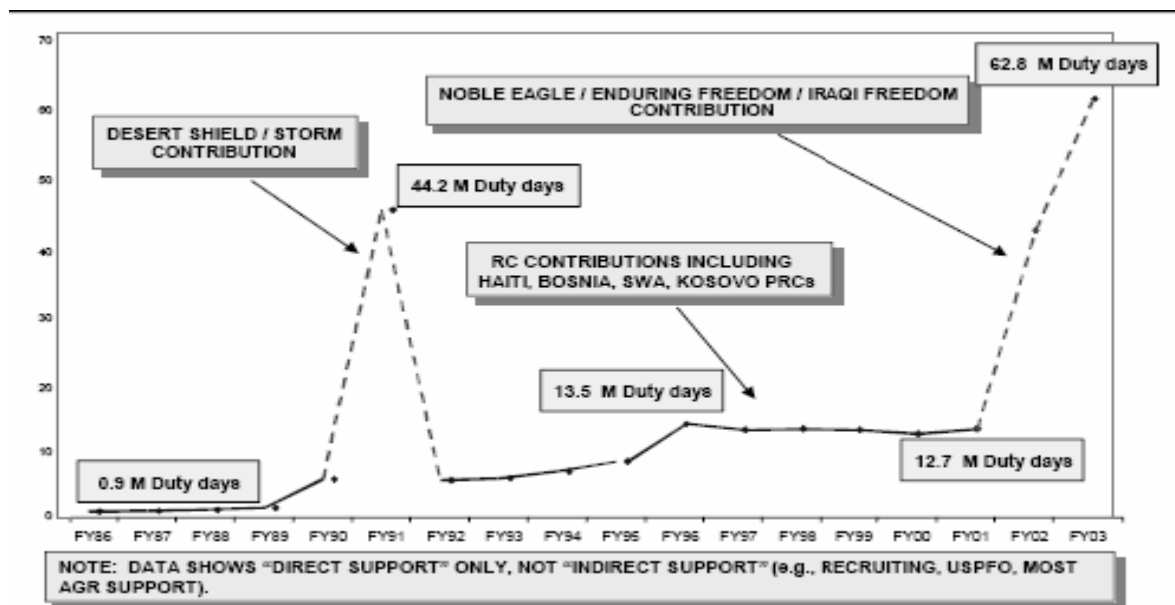 70
60
50
40
30
20
10
0
DESERT SHIELD / STORM
CONTRIBUTION
44.2 M Duty days
NOBLE EAGLE / ENDURING FREEDOM / IRAQI FREEDOM
CONTRIBUTION
62.8 M Duty days
RC CONTRIBUTIONS INCLUDING
HAITI, BOSNIA, SWA, KOSOVO PRCs
13.5 M Duty days
0.9 M Duty days
12.7 M Duty days
FY86 FY87 FY88 FY89 FY90 FY91 FY92 FY93 FY94 FY95 FY96 FY97 FY98 FY99 FY00 FY01 FY02 FY03
NOTE: DATA SHOWS “DIRECT SUPPORT” ONLY, NOT “INDIRECT SUPPORT” (e.g., RECRUITING, USPFO, MOST
AGR SUPPORT).